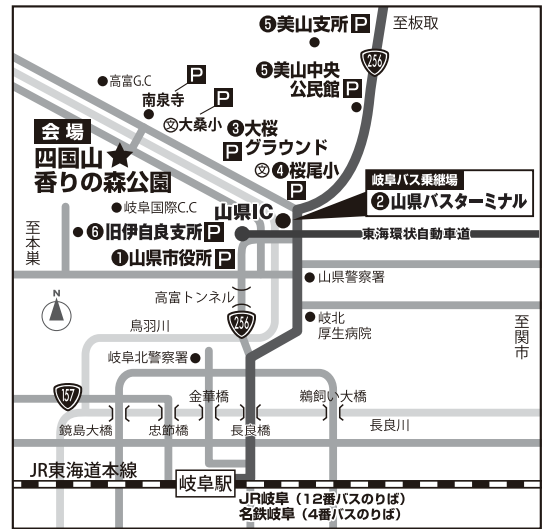 ❺美山支所 P
至板取
256
❺美山中央
公民館 P
高富G.C
P
南泉寺
P
文大桑小
❸大桜
P グラウンド
会場
四国山
香りの森公園
文❹桜尾小
P
岐阜バス乗継場
❷山県バスターミナル
岐阜国際C.C
山県IC
至本巣
❻旧伊自良支所 P
東海環状自動車道
❶山県市役所 P
山県警察署
N
高富トンネル
256
鳥羽川
岐北
厚生病院
至関市
岐阜北警察署
157
金華橋
鵜飼い大橋
鏡島大橋
忠節橋
長良橋
長良川
JR東海道本線
岐阜駅
JR岐阜（12番バスのりば）
名鉄岐阜（4番バスのりば）